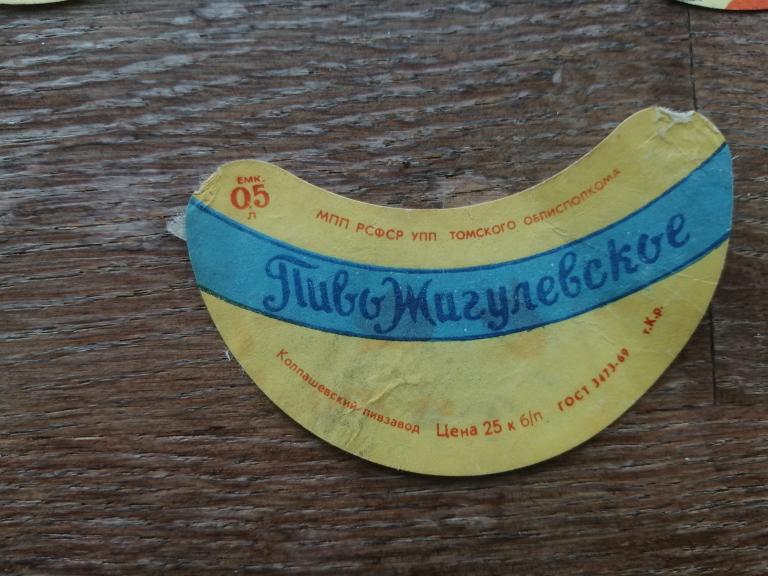 ЕМК.
0,5
л
МПП РСФСР УПП ТОМСКОГО ОБЛИСПОЛКОМА
Пиво Жигулевское
Колпашевский пивзавод Цена 25 к б/п ГОСТ 3473-69 т.К.р.